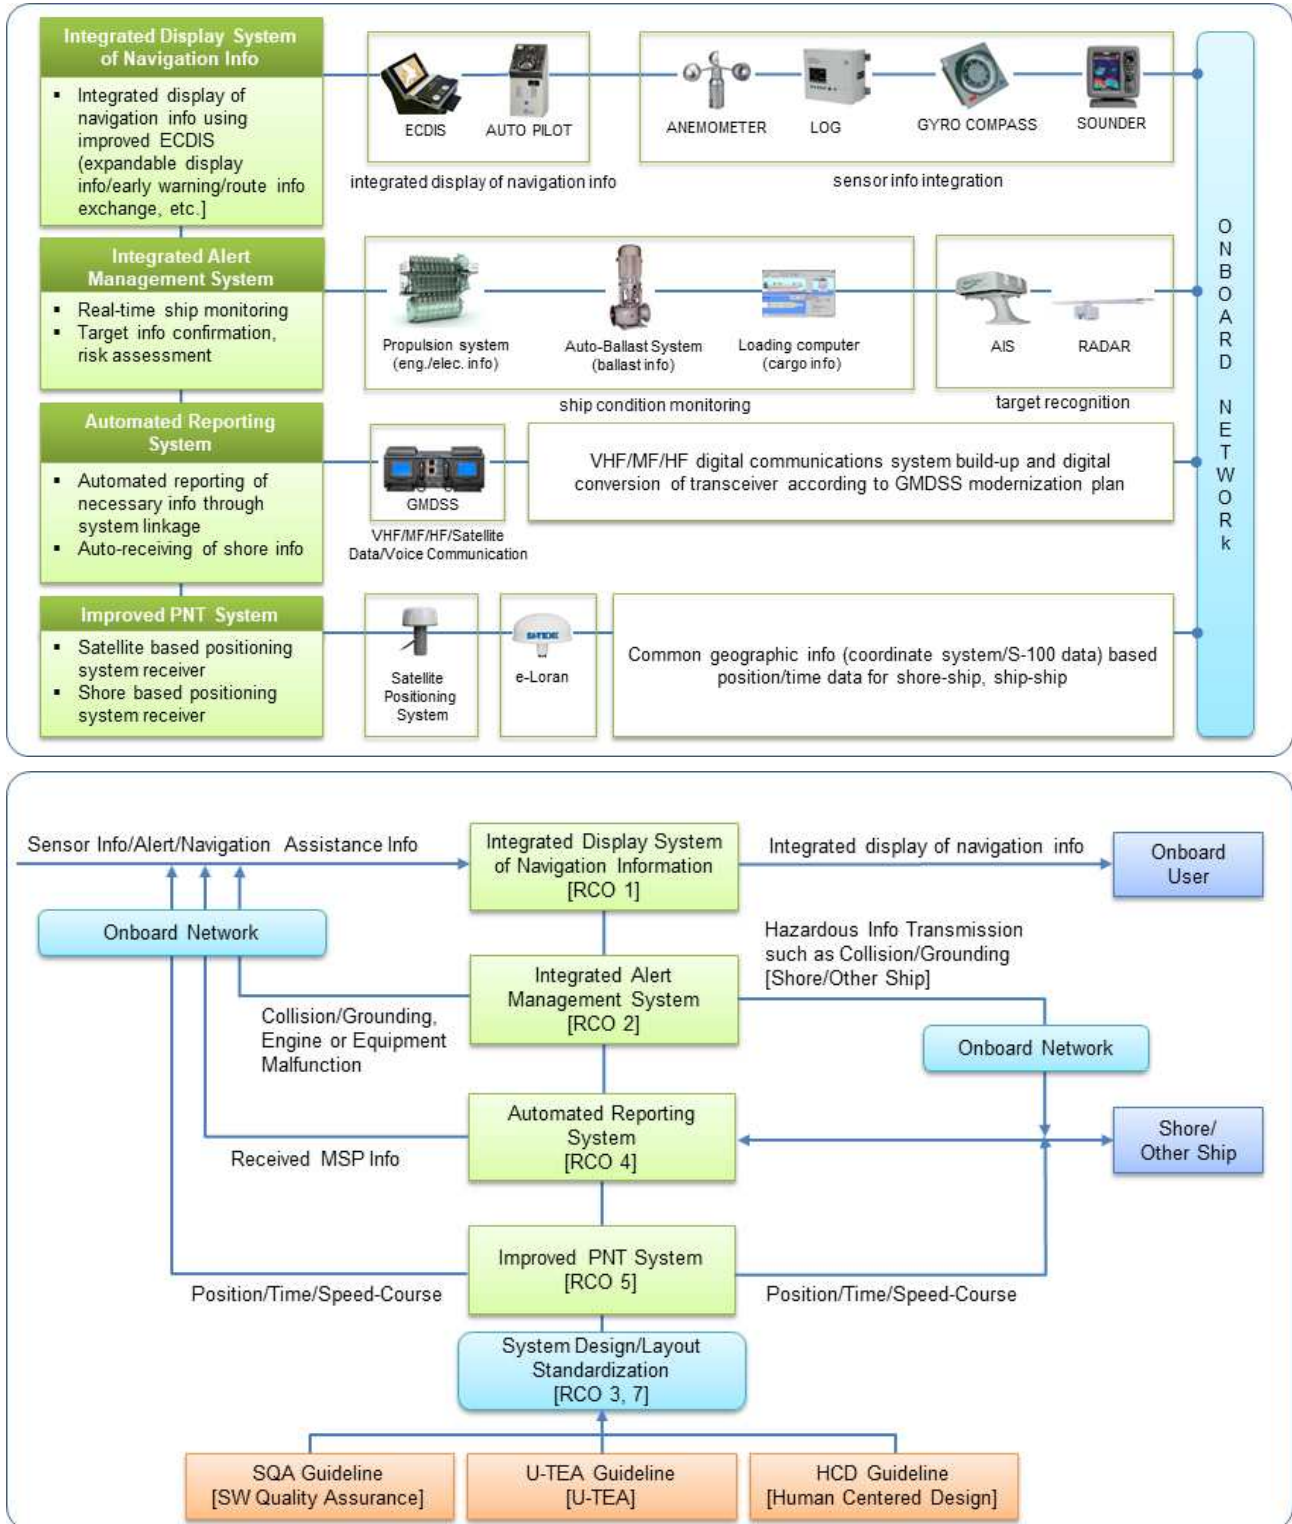 Integrated Display System
of Navigation Info
▪ Integrated display of
navigation info using
improved ECDIS
(expandable display
info/early warning/route info
exchange, etc.]
ECDIS
AUTO PILOT
integrated display of navigation info
ANEMOMETER
LOG
GYRO COMPASS
SOUNDER
sensor info integration
Integrated Alert
Management System
▪ Real-time ship monitoring
▪ Target info confirmation,
risk assessment
Propulsion system
(eng./elec. info)
Auto-Ballast System
(ballast info)
Loading computer
(cargo info)
ship condition monitoring
AIS
RADAR
target recognition
Automated Reporting
System
▪ Automated reporting of
necessary info through
system linkage
▪ Auto-receiving of shore info
GMDSS
VHF/MF/HF/Satellite
Data/Voice Communication
VHF/MF/HF digital communications system build-up and digital
conversion of transceiver according to GMDSS modernization plan
Improved PNT System
▪ Satellite based positioning
system receiver
▪ Shore based positioning
system receiver
Satellite
Positioning
System
e-Loran
Common geographic info (coordinate system/S-100 data) based
position/time data for shore-ship, ship-ship
ONBOARD NETWORk
Sensor Info/Alert/Navigation Assistance Info
Integrated Display System
of Navigation Information
[RCO 1]
Integrated display of navigation info
Onboard
User
Onboard Network
Hazardous Info Transmission
such as Collision/Grounding
[Shore/Other Ship]
Integrated Alert
Management System
[RCO 2]
Collision/Grounding,
Engine or Equipment
Malfunction
Onboard Network
Automated Reporting
System
[RCO 4]
Received MSP Info
Shore/
Other Ship
Improved PNT System
[RCO 5]
Position/Time/Speed-Course
Position/Time/Speed-Course
System Design/Layout
Standardization
[RCO 3, 7]
SQA Guideline
[SW Quality Assurance]
U-TEA Guideline
[U-TEA]
HCD Guideline
[Human Centered Design]